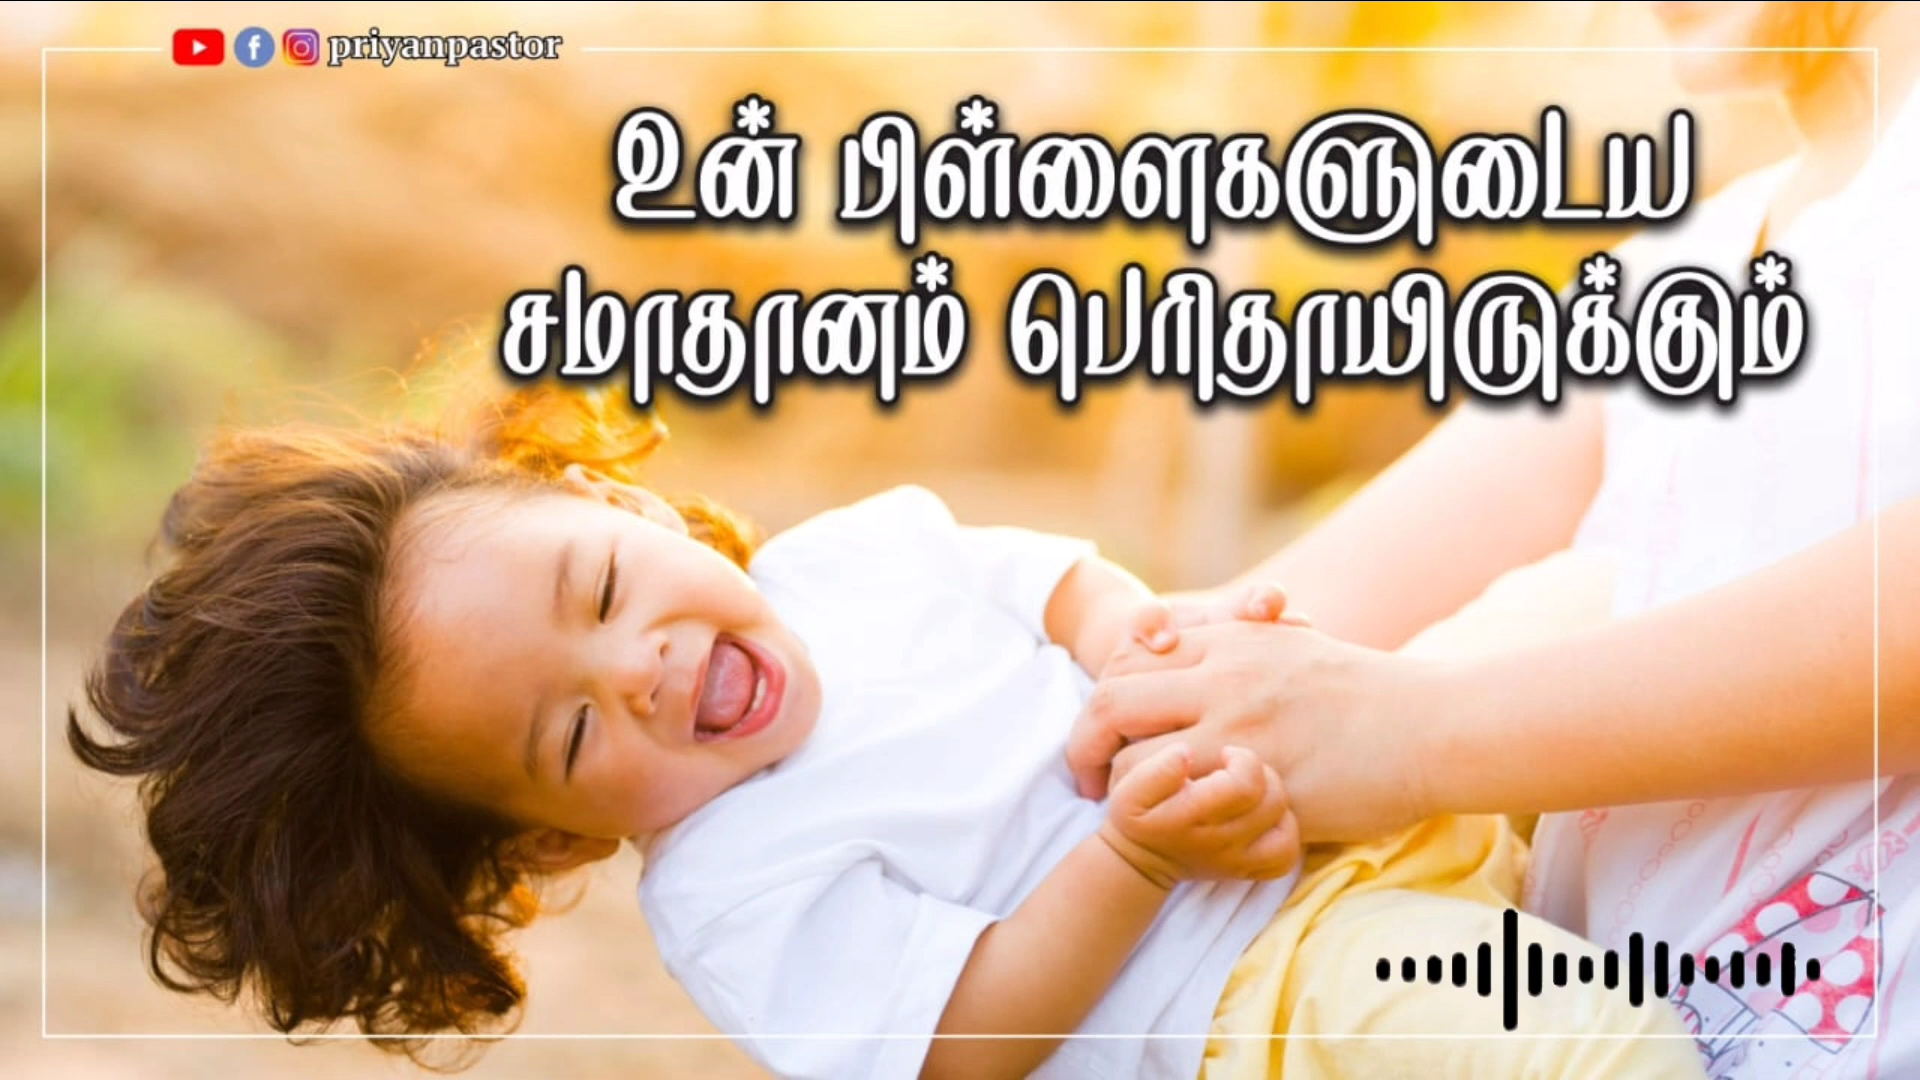 priyanpastor
உன் பிள்ளைகளுடைய
சமாதானம் பெரிதாயிருக்கும்